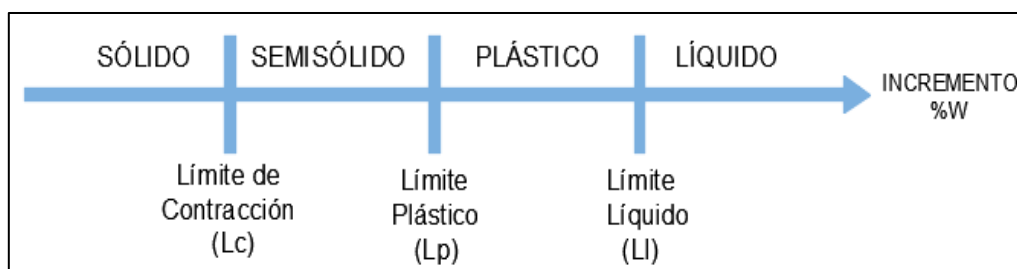 SÓLIDO SEMISÓLIDO PLÁSTICO LÍQUIDO
INCREMENTO
%W
Límite de
Contracción
(Lc)
Límite
Plástico
(Lp)
Límite
Líquido
(Ll)